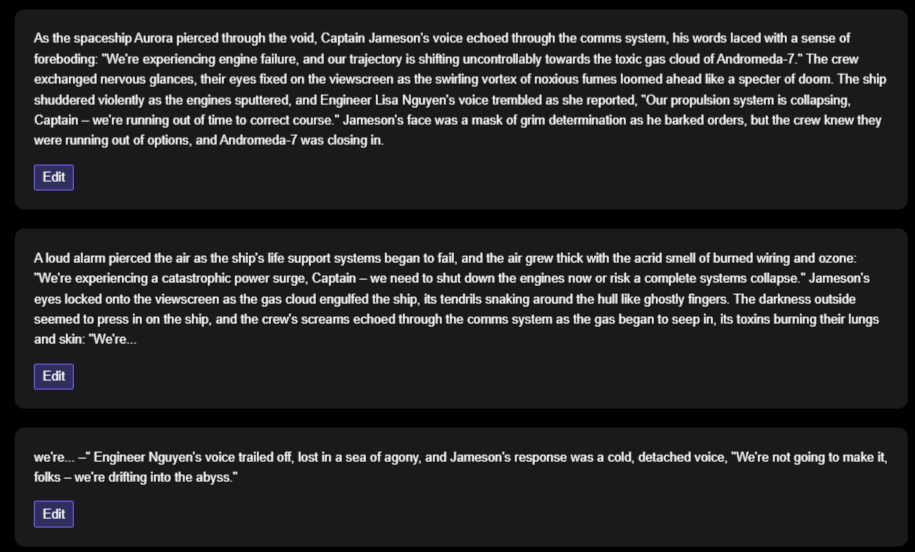 As the spaceship Aurora pierced through the void, Captain Jameson's voice echoed through the comms system, his words laced with a sense of
foreboding: "We're experiencing engine failure, and our trajectory is shifting uncontrollably towards the toxic gas cloud of Andromeda-7." The crew
exchanged nervous glances, their eyes fixed on the viewscreen as the swirling vortex of noxious fumes loomed ahead like a specter of doom. The ship
shuddered violently as the engines sputtered, and Engineer Lisa Nguyen's voice trembled as she reported, "Our propulsion system is collapsing,
Captain – we're running out of time to correct course." Jameson's face was a mask of grim determination as he barked orders, but the crew knew they
were running out of options, and Andromeda-7 was closing in.
Edit
A loud alarm pierced the air as the ship's life support systems began to fail, and the air grew thick with the acrid smell of burned wiring and ozone:
"We're experiencing a catastrophic power surge, Captain – we need to shut down the engines now or risk a complete systems collapse." Jameson's
eyes locked onto the viewscreen as the gas cloud engulfed the ship, its tendrils snaking around the hull like ghostly fingers. The darkness outside
seemed to press in on the ship, and the crew's screams echoed through the comms system as the gas began to seep in, its toxins burning their lungs
and skin: "We're...
Edit
we're... –" Engineer Nguyen's voice trailed off, lost in a sea of agony, and Jameson's response was a cold, detached voice, "We're not going to make it,
folks – we're drifting into the abyss."
Edit